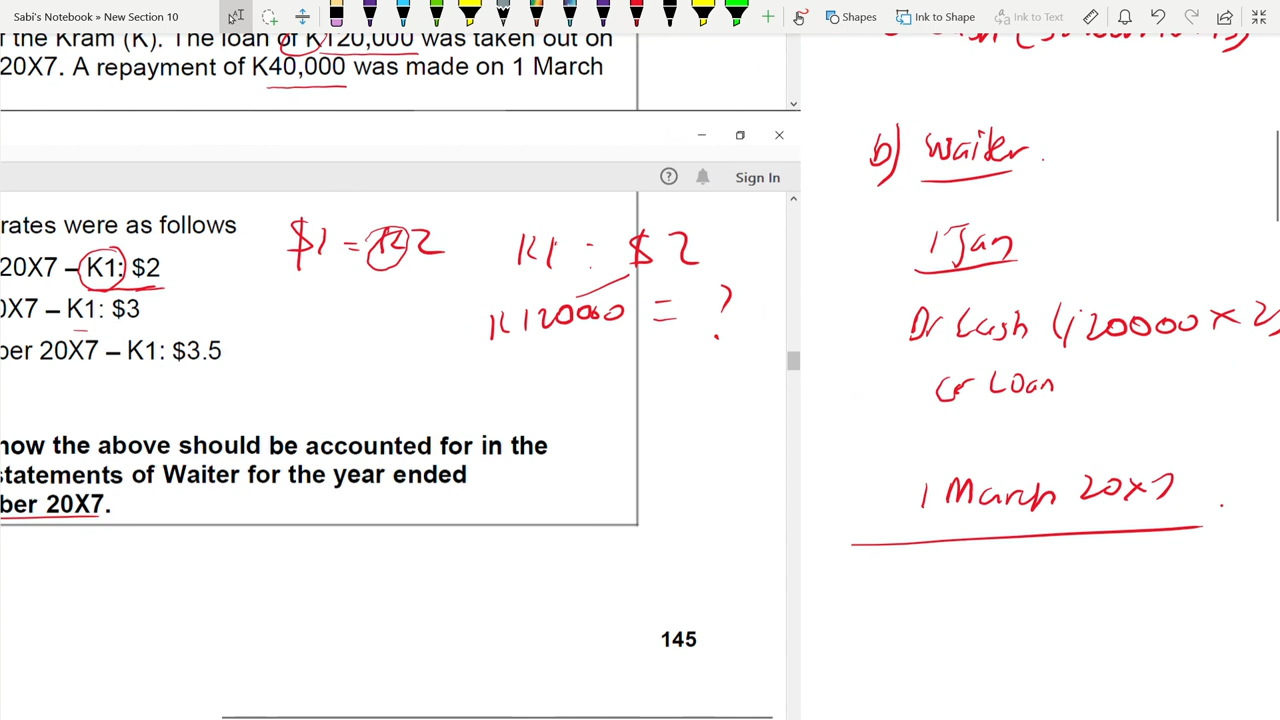 Sabi's Notebook » New Section 10
Shapes
Ink to Shape
Ink to Text
f the Kram (K). The loan of K120,000 was taken out on
20X7. A repayment of K40,000 was made on 1 March
Sign In
rates were as follows
20X7 – K1: $2
0X7 – K1: $3
ber 20X7 – K1: $3.5
$1 = K2
K1 : $2
K120000 = ?
now the above should be accounted for in the
statements of Waiter for the year ended
ber 20X7.
145
b) Waiter.
1 Jan
Dr Cash (120000 x 2)
Cr Loan
1 March 20x7.